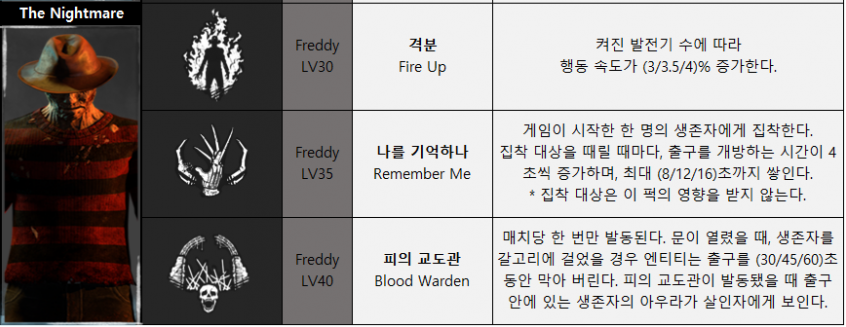 The Nightmare
Freddy
LV30
격분
Fire Up
켜진 발전기 수에 따라
행동 속도가 (3/3.5/4)% 증가한다.
Freddy
LV35
나를 기억하나
Remember Me
게임이 시작한 한 명의 생존자에게 집착한다.
집착 대상을 때릴 때마다, 출구를 개방하는 시간이 4
초씩 증가하며, 최대 (8/12/16)초까지 쌓인다.
* 집착 대상은 이 퍽의 영향을 받지 않는다.
Freddy
LV40
피의 교도관
Blood Warden
매치당 한 번만 발동된다. 문이 열렸을 때, 생존자를
갈고리에 걸었을 경우 엔티티는 출구를 (30/45/60)초
동안 막아 버린다. 피의 교도관이 발동됐을 때 출구
안에 있는 생존자의 아우라가 살인자에게 보인다.